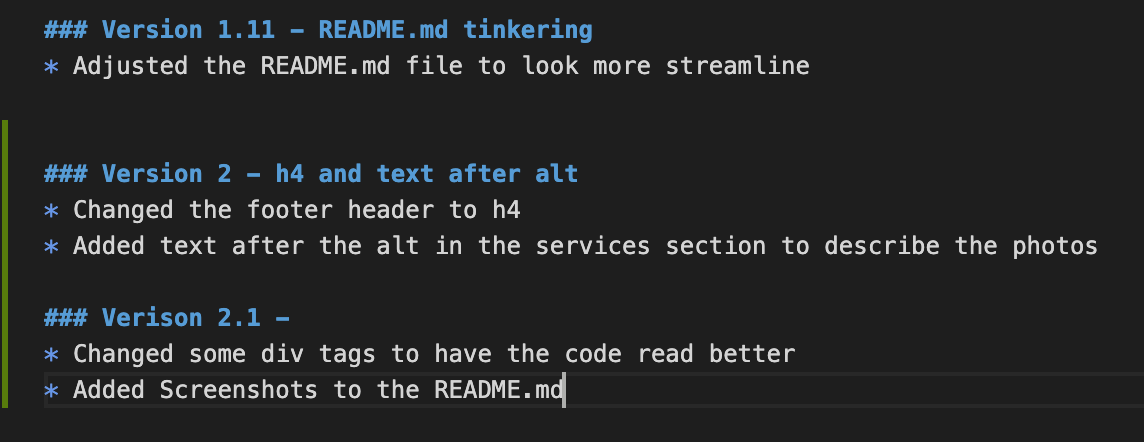 ### Version 1.11 - README.md tinkering
* Adjusted the README.md file to look more streamline
### Version 2 - h4 and text after alt
* Changed the footer header to h4
* Added text after the alt in the services section to describe the photos
### Verison 2.1 -
* Changed some div tags to have the code read better
* Added Screenshots to the README.md